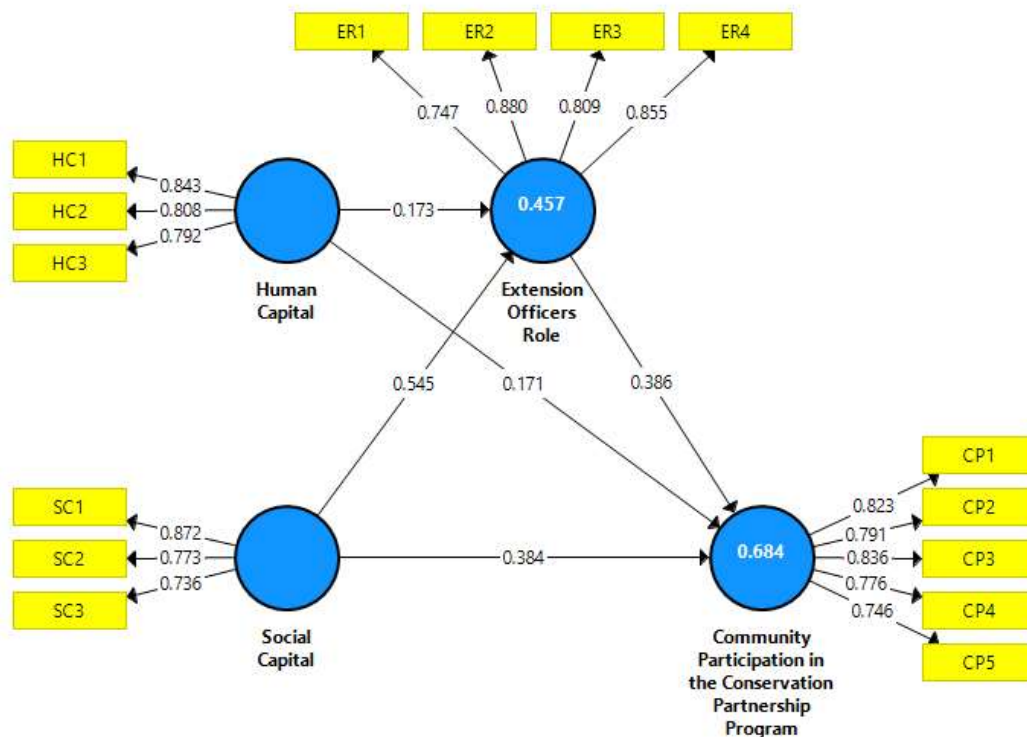 ER1
ER2
ER3
ER4
0.747
0.880
0.809
0.855
HC1
HC2
HC3
0.843
0.808
0.792
0.173
0.457
Human
Capital
Extension
Officers
Role
0.545
0.171
0.386
SC1
SC2
SC3
0.872
0.773
0.736
0.384
0.684
Social
Capital
Community
Participation in
the Conservation
Partnership
Program
0.823
0.791
0.836
0.776
0.746
CP1
CP2
CP3
CP4
CP5